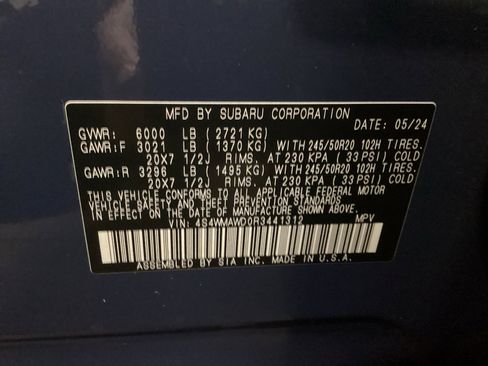 MFD BY SUBARU CORPORATION
DATE: 05/24
GVWR: 6000 LB ( 2721 KG)
GAWR:F 3021 LB ( 1370 KG) WITH 245/50R20 102H TIRES.
20X7 1/2J RIMS. AT 230 KPA ( 33 PSI) COLD
GAWR:R 3296 LB ( 1495 KG) WITH 245/50R20 102H TIRES.
20X7 1/2J RIMS. AT 230 KPA ( 33 PSI) COLD
THIS VEHICLE CONFORMS TO ALL APPLICABLE FEDERAL MOTOR
VEHICLE SAFETY AND THEFT PREVENTION STANDARDS
IN EFFECT ON THE DATE OF MANUFACTURE SHOWN ABOVE.
VIN: 4S4WMAWD0R3441312 MPV
ASSEMBLED BY SIA INC. MADE IN U.S.A.